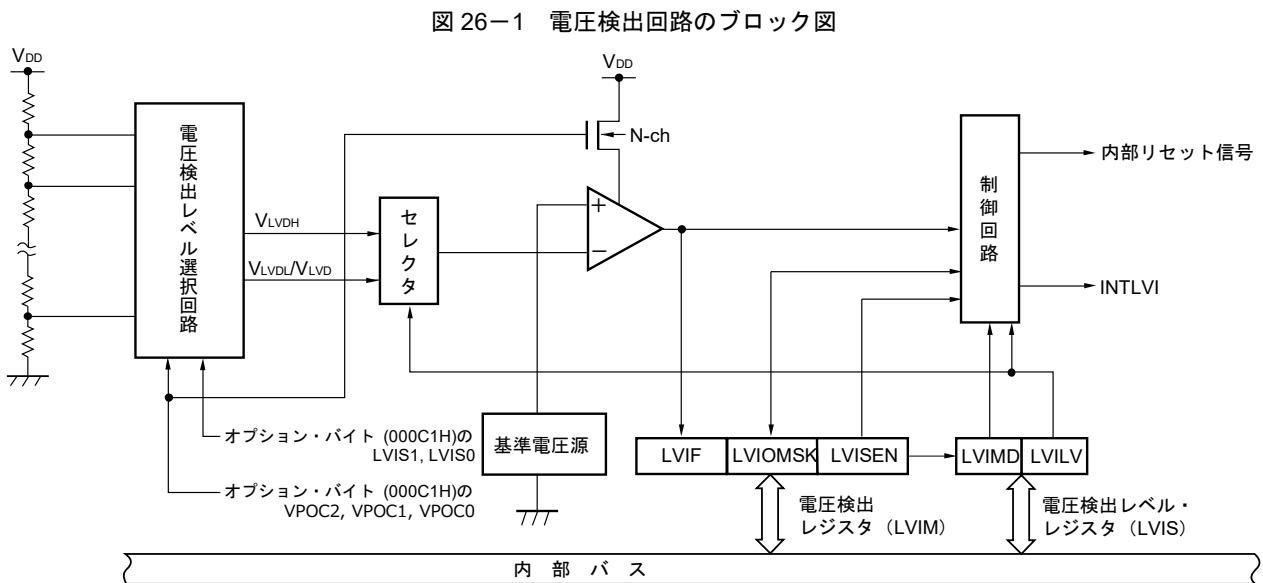 図 26－1　電圧検出回路のブロック図
VDD
VDD
N-ch
電圧検出レベル選択回路
VLVDH
VLVDL/VLVD
セレクタ
＋
－
制御回路
内部リセット信号
INTLVI
オプション・バイト (000C1H)の
LVIS1, LVIS0
オプション・バイト (000C1H)の
VPOC2, VPOC1, VPOC0
基準電圧源
LVIF
LVIOMSK
LVISEN
LVIMD
LVILV
電圧検出
レジスタ（LVIM）
電圧検出レベル・
レジスタ（LVIS）
内 部 バ ス